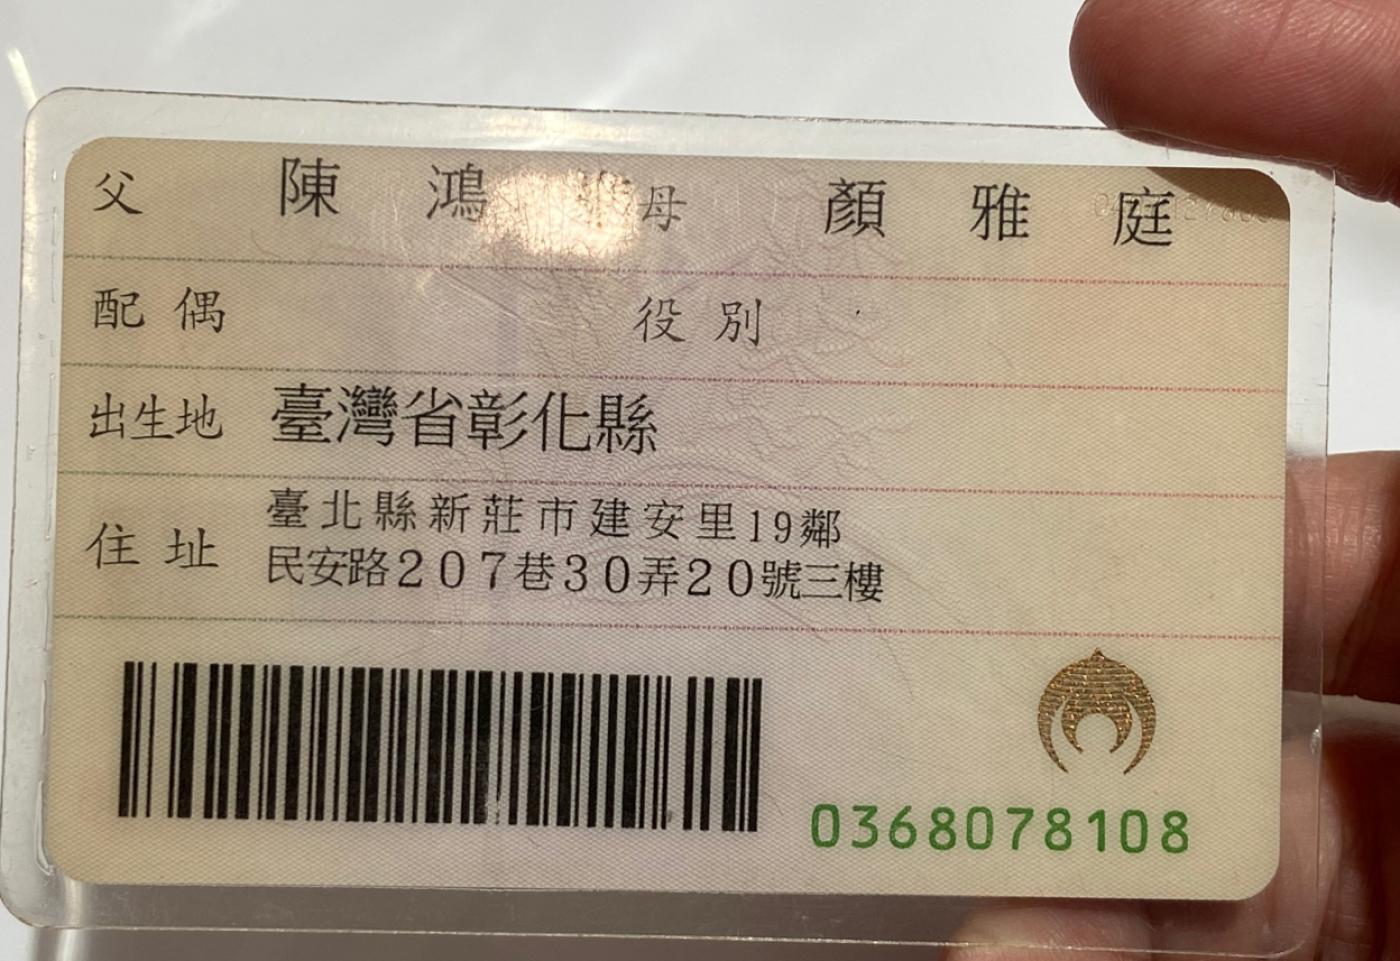 父 陳 鴻 母 顏 雅 庭
配偶 役別
出生地 臺灣省彰化縣
住址 臺北縣新莊市建安里19鄰
民安路207巷30弄20號三樓
0368078108